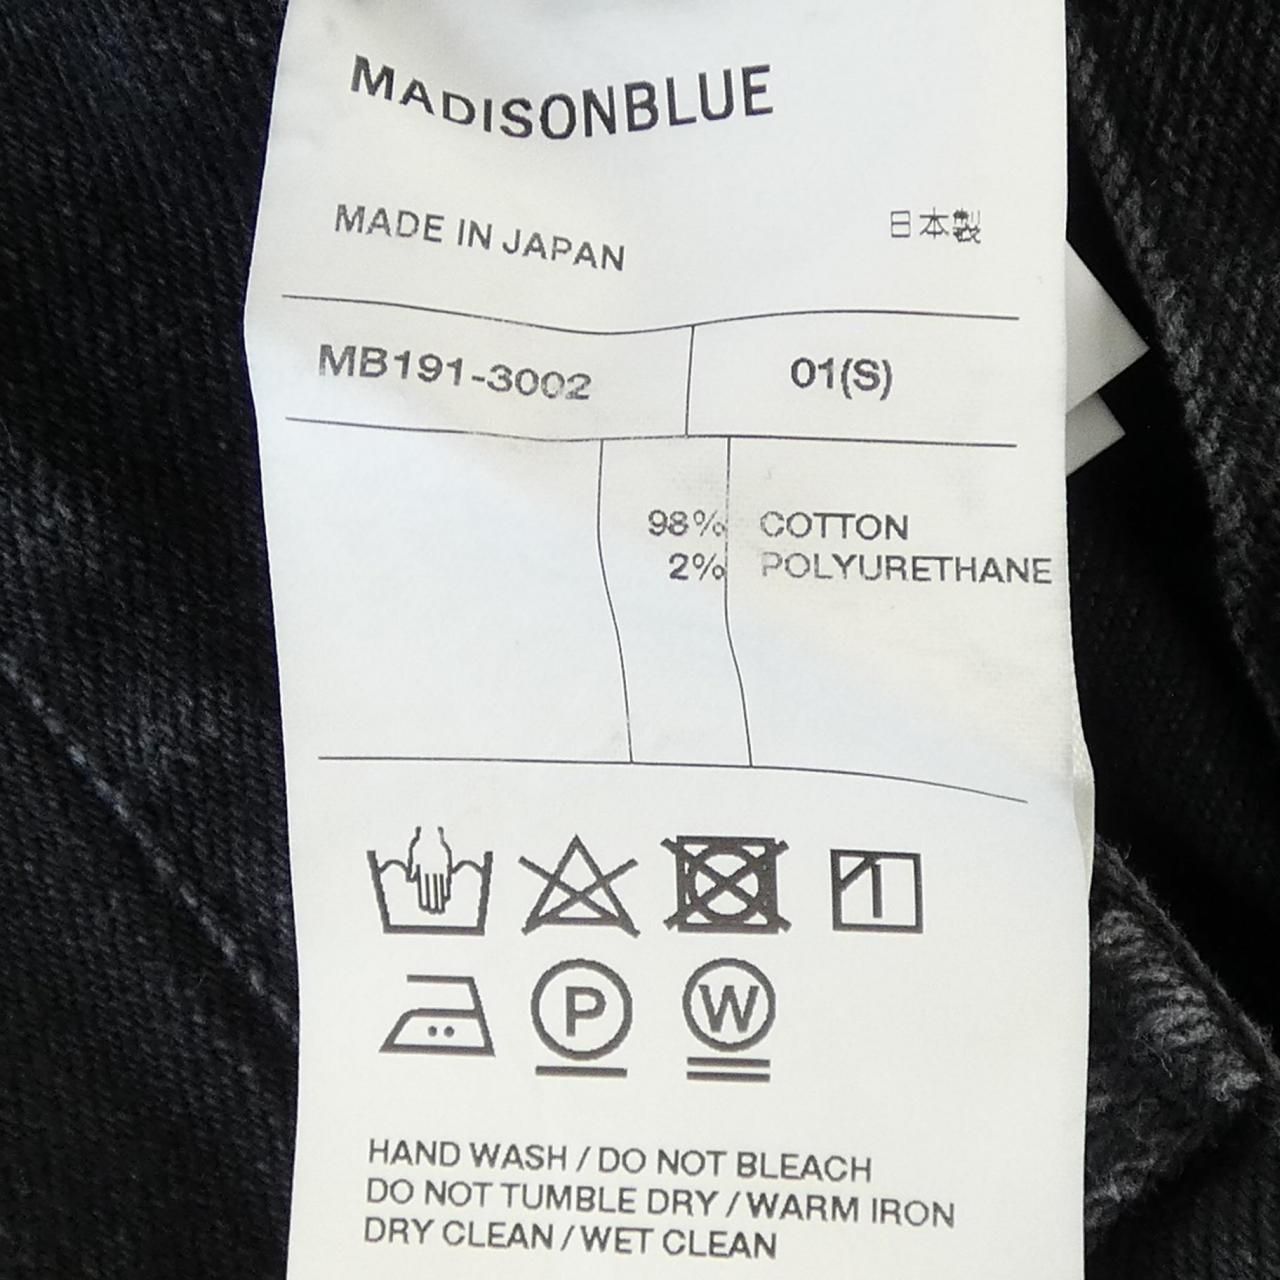 MADISONBLUE
MADE IN JAPAN 日本製
MB191-3002 01(S)
98% COTTON
2% POLYURETHANE
P W
HAND WASH / DO NOT BLEACH
DO NOT TUMBLE DRY / WARM IRON
DRY CLEAN / WET CLEAN